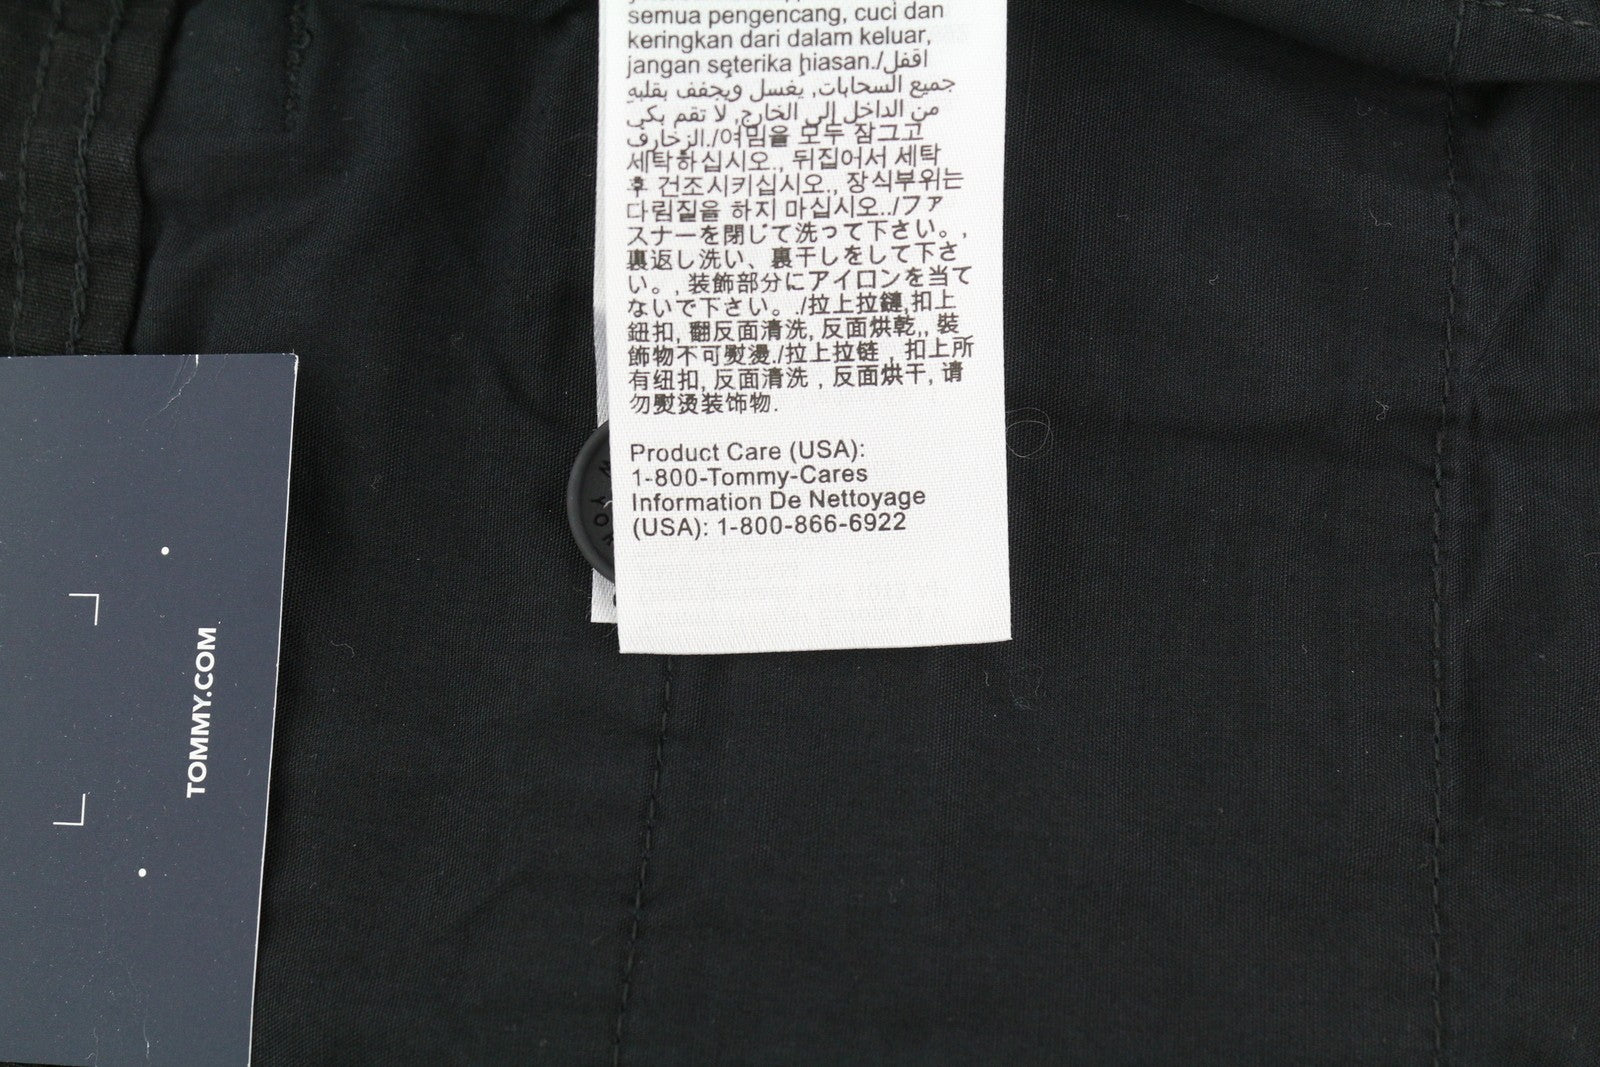 semua pengencang, cuci dan
keringkan dari dalam keluar,
jangan seterika hiasan./اقفل
جميع السحابات, يغسل ويجفف بقلبه
من الداخل إلى الخارج, لا تقم بكي
الزخارف./여밈을 모두 잠그고
세탁하십시오., 뒤집어서 세탁
후 건조시키십시오., 장식부위는
다림질을 하지 마십시오../ファ
スナーを閉じて洗って下さい。,
裏返し洗い、裏干しをして下さ
い。, 装飾部分にアイロンを当て
ないで下さい。./拉上拉鏈,扣上
鈕扣, 翻反面清洗, 反面烘乾,, 裝
飾物不可熨燙./拉上拉链 , 扣上所
有纽扣, 反面清洗 , 反面烘干, 请
勿熨烫装饰物.
Product Care (USA):
1-800-Tommy-Cares
Information De Nettoyage
(USA): 1-800-866-6922
TOMMY.COM